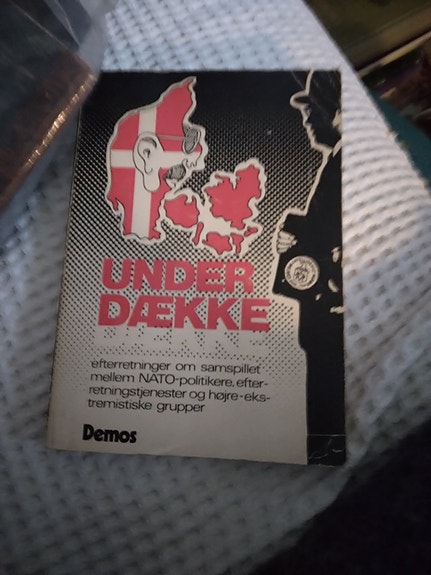 UNDER
DÆKKE
efterretninger om samspillet
mellem NATO-politikere, efter-
retningstjenester og højre-eks-
tremistiske grupper
Demos